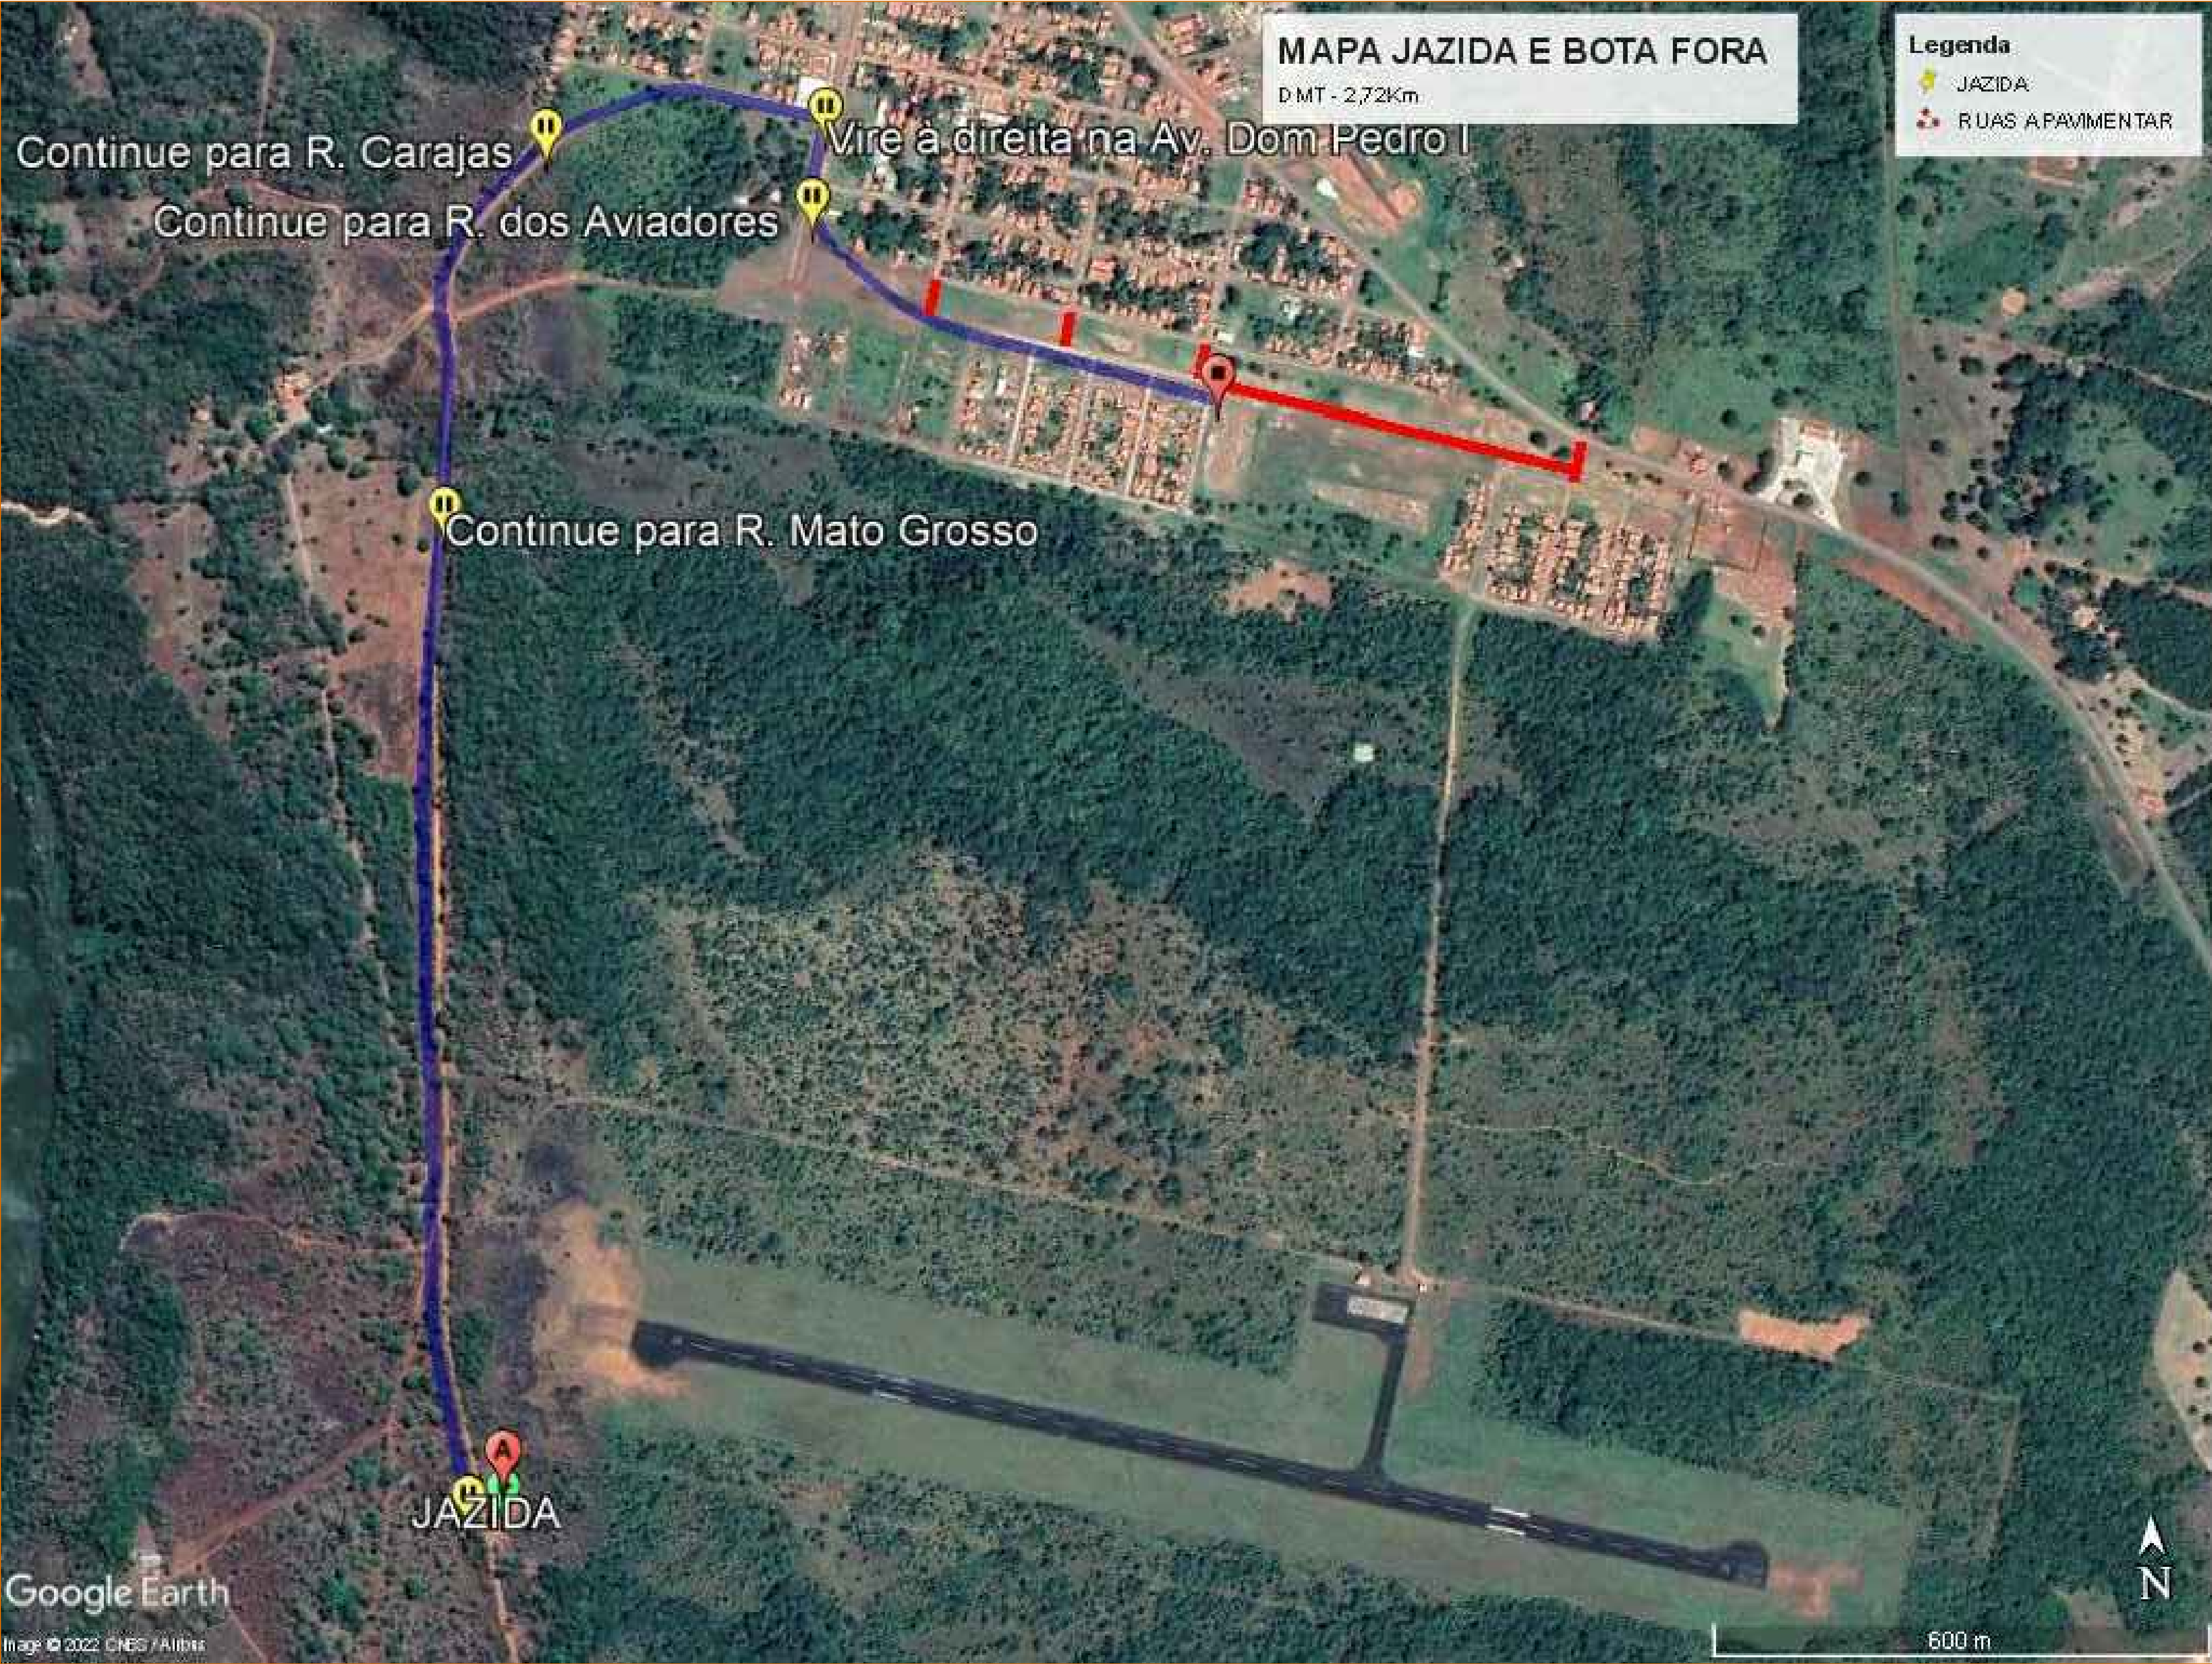 MAPA JAZIDA E BOTA FORA
DMT - 2,72Km
Legenda
JAZIDA
RUAS A PAVIMENTAR
Continue para R. Carajas
Vire à direita na Av. Dom Pedro I
Continue para R. dos Aviadores
Continue para R. Mato Grosso
A
JAZIDA
Google Earth
Image © 2022 CNES / Airbus
N
600 m